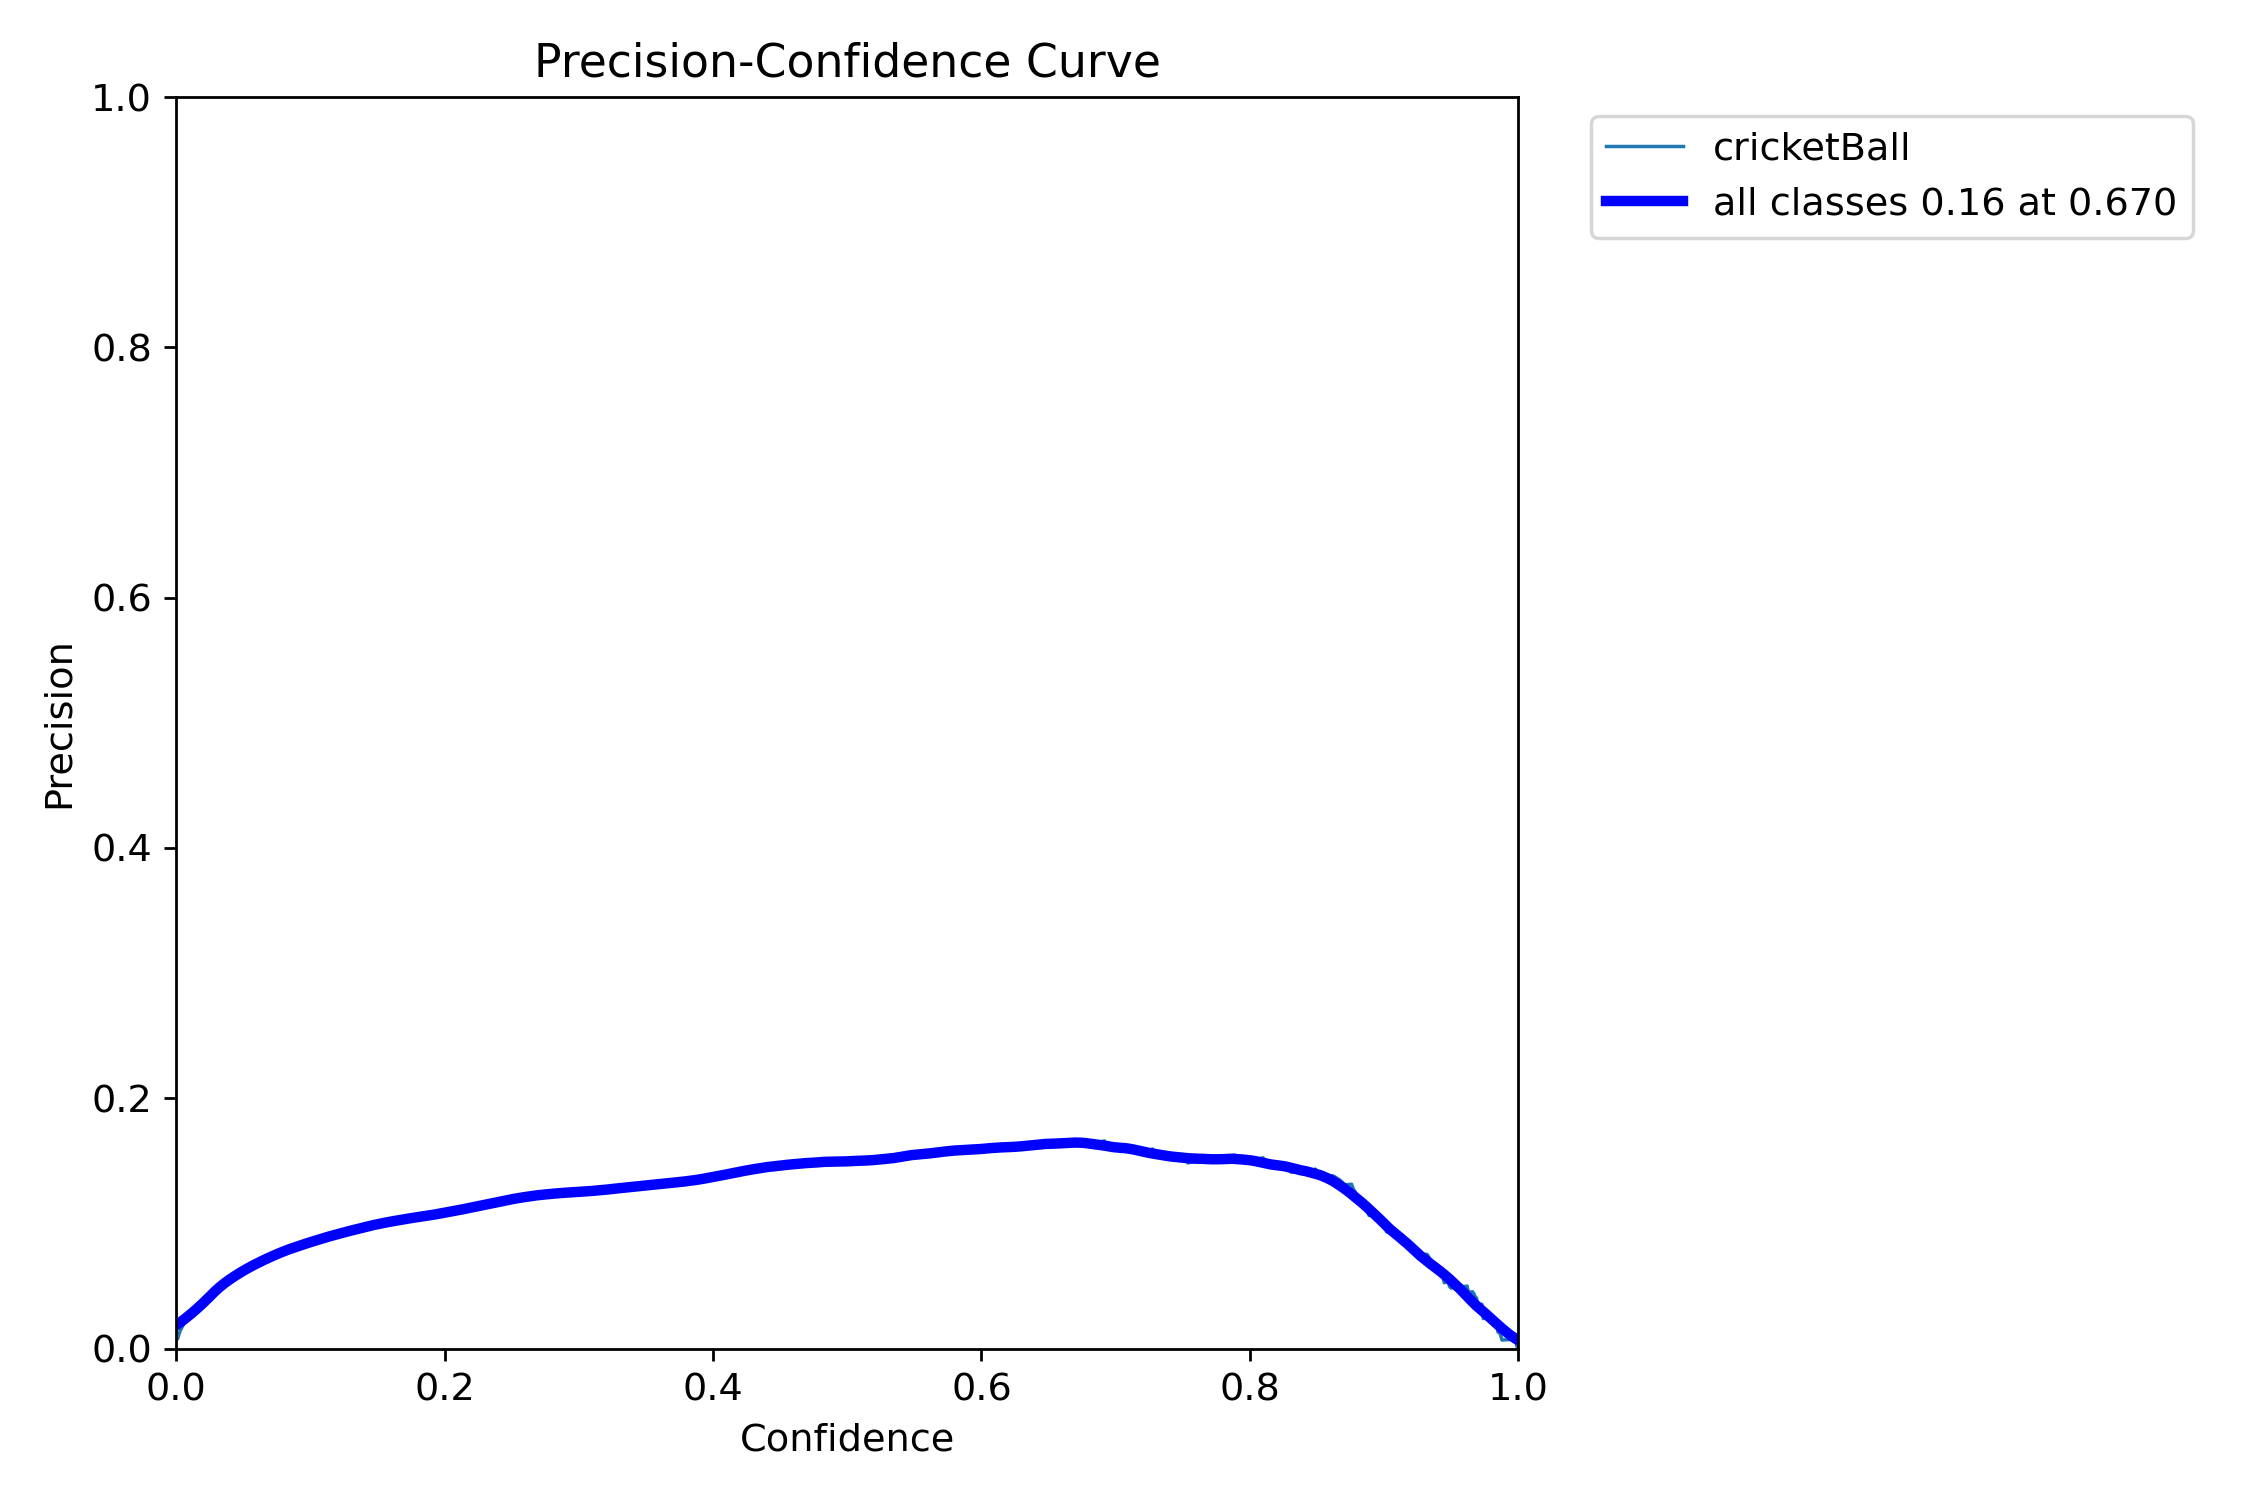 Precision-Confidence Curve
1.0
0.8
0.6
0.4
0.2
0.0
Precision
0.0 0.2 0.4 0.6 0.8 1.0
Confidence
cricketBall
all classes 0.16 at 0.670